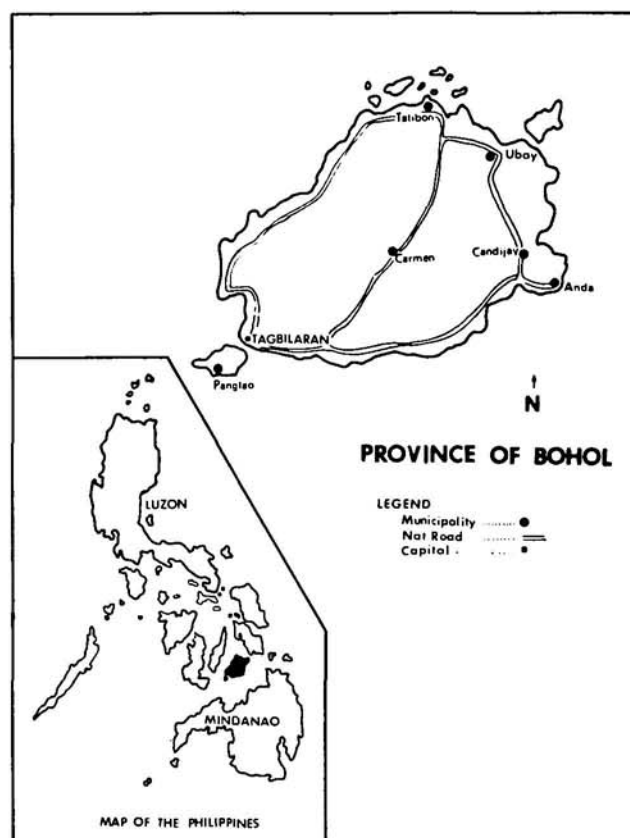 Talibon
Ubay
Carmen
Candijay
Anda
TAGBILARAN
Panglao
N
PROVINCE OF BOHOL
LEGEND
Municipality ........
Nat Road ......
Capital . . . .
LUZON
MINDANAO
MAP OF THE PHILIPPINES